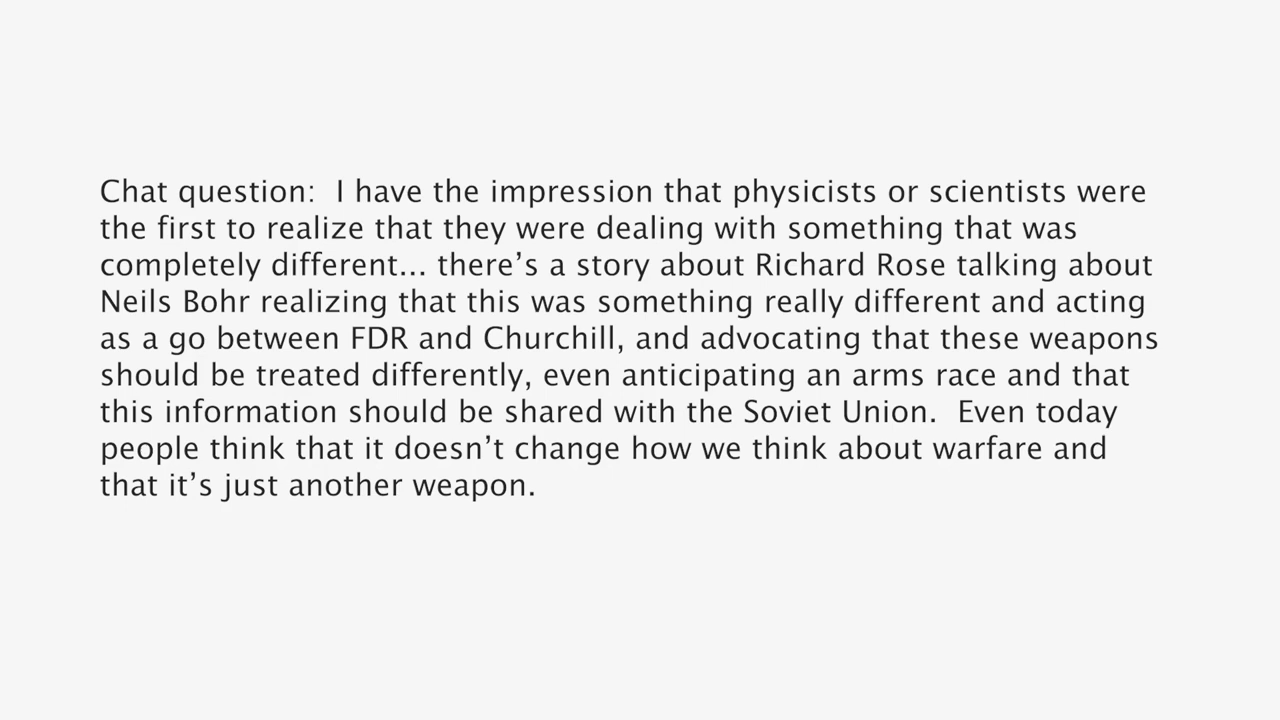 Chat question:  I have the impression that physicists or scientists were
the first to realize that they were dealing with something that was
completely different... there’s a story about Richard Rose talking about
Neils Bohr realizing that this was something really different and acting
as a go between FDR and Churchill, and advocating that these weapons
should be treated differently, even anticipating an arms race and that
this information should be shared with the Soviet Union.  Even today
people think that it doesn’t change how we think about warfare and
that it’s just another weapon.